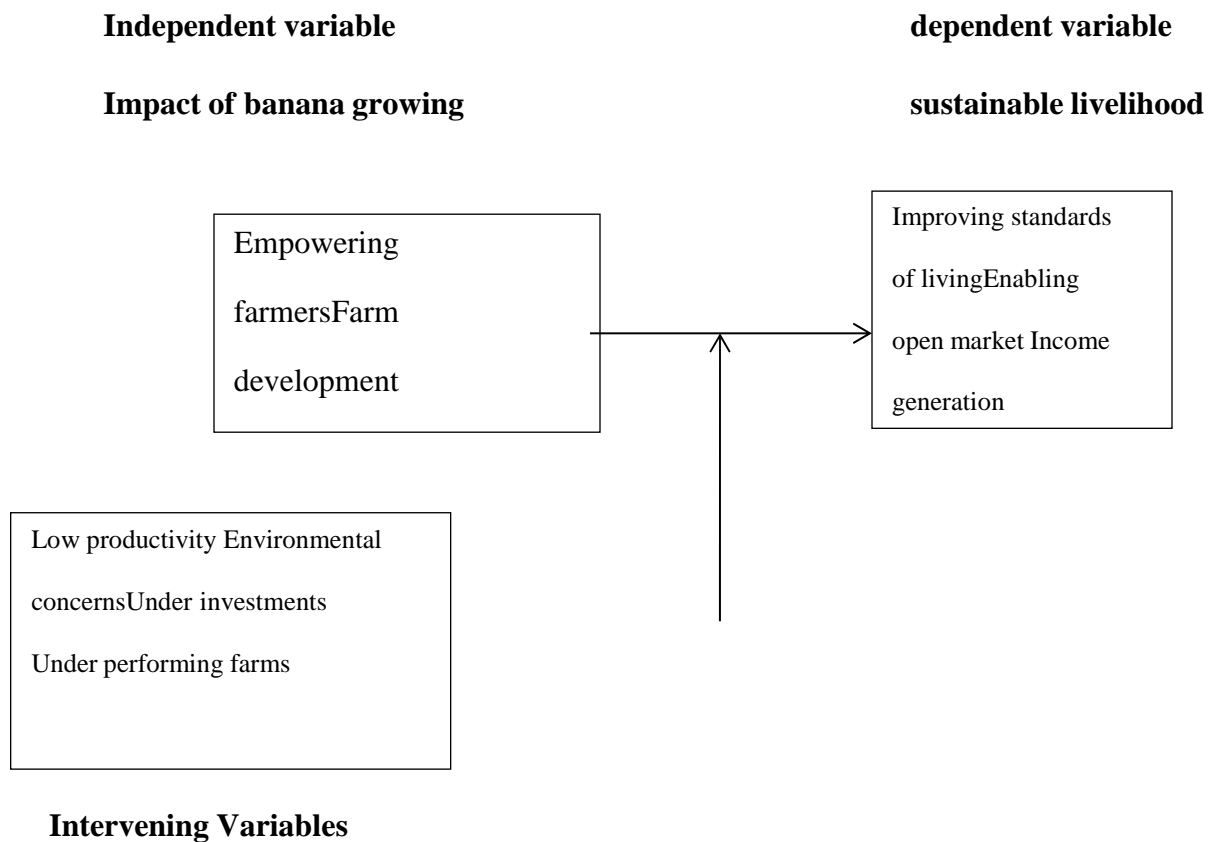 Independent variable
dependent variable
Impact of banana growing
sustainable livelihood
Empowering
farmersFarm
development
Improving standards
of livingEnabling
open market Income
generation
Low productivity Environmental
concernsUnder investments
Under performing farms
Intervening Variables